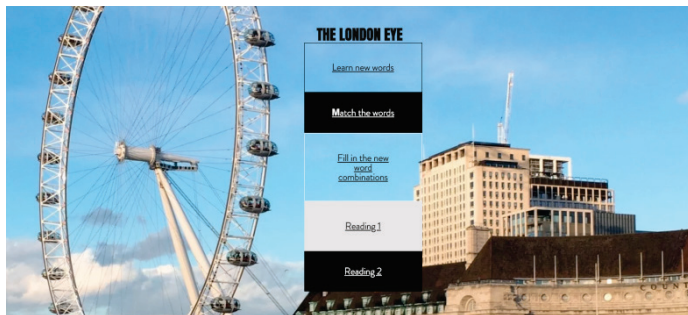 THE LONDON EYE
Learn new words
Match the words
Fill in the new
word
combinations
Reading 1
Reading 2